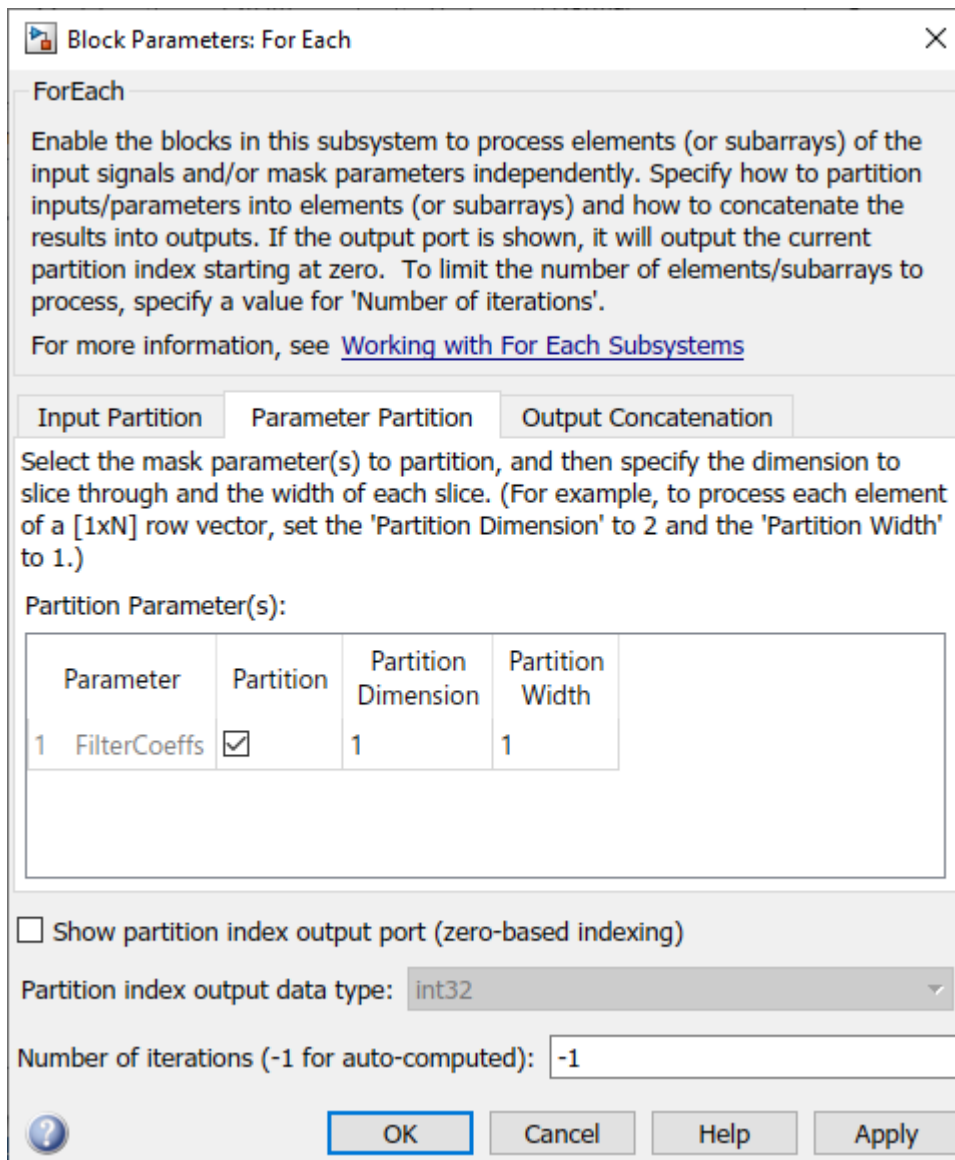 Block Parameters: For Each
ForEach
Enable the blocks in this subsystem to process elements (or subarrays) of the
input signals and/or mask parameters independently. Specify how to partition
inputs/parameters into elements (or subarrays) and how to concatenate the
results into outputs. If the output port is shown, it will output the current
partition index starting at zero.  To limit the number of elements/subarrays to
process, specify a value for 'Number of iterations'.
For more information, see Working with For Each Subsystems
Input Partition Parameter Partition Output Concatenation
Select the mask parameter(s) to partition, and then specify the dimension to
slice through and the width of each slice. (For example, to process each element
of a [1xN] row vector, set the 'Partition Dimension' to 2 and the 'Partition Width'
to 1.)
Partition Parameter(s):
Parameter Partition Partition Dimension Partition Width
1 FilterCoeffs 1 1
Show partition index output port (zero-based indexing)
Partition index output data type: int32
Number of iterations (-1 for auto-computed): -1
? OK Cancel Help Apply